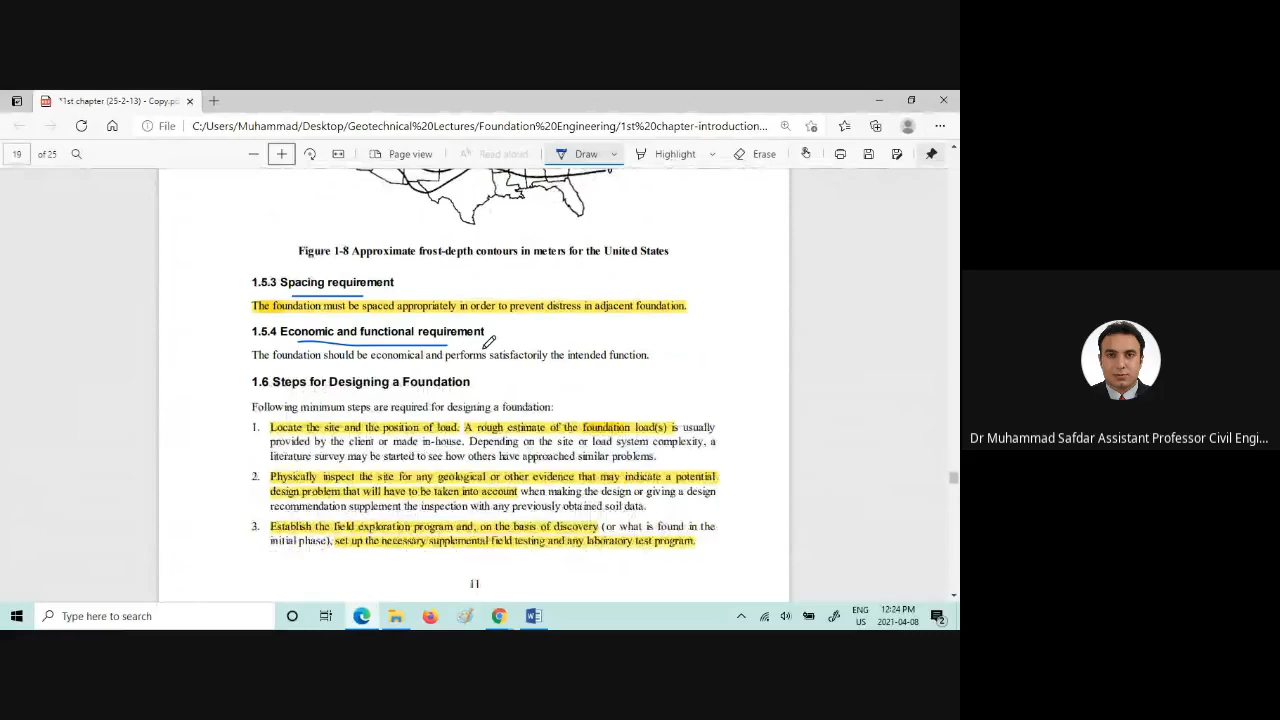 *1st chapter (25-2-13) - Copy.pd
File C:/Users/Muhammad/Desktop/Geotechnical%20Lectures/Foundation%20Engineering/1st%20chapter-introduction...
19 of 25 Page view Read aloud Draw Highlight Erase
Figure 1-8 Approximate frost-depth contours in meters for the United States
1.5.3 Spacing requirement
The foundation must be spaced appropriately in order to prevent distress in adjacent foundation.
1.5.4 Economic and functional requirement
The foundation should be economical and performs satisfactorily the intended function.
1.6 Steps for Designing a Foundation
Following minimum steps are required for designing a foundation:
1. Locate the site and the position of load. A rough estimate of the foundation load(s) is usually
provided by the client or made in-house. Depending on the site or load system complexity, a
literature survey may be started to see how others have approached similar problems.
2. Physically inspect the site for any geological or other evidence that may indicate a potential
design problem that will have to be taken into account when making the design or giving a design
recommendation supplement the inspection with any previously obtained soil data.
3. Establish the field exploration program and, on the basis of discovery (or what is found in the
initial phase), set up the necessary supplemental field testing and any laboratory test program.
11
Dr Muhammad Safdar Assistant Professor Civil Engi...
Type here to search
ENG
US
12:24 PM
2021-04-08
2